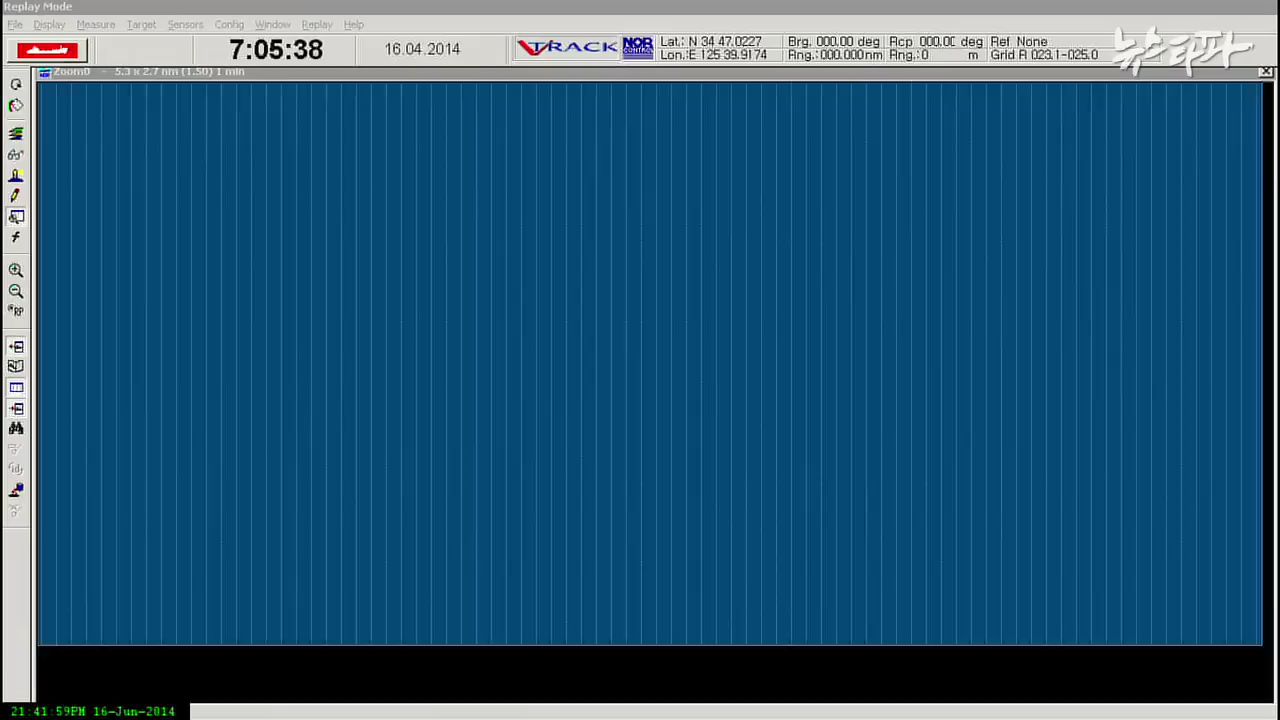 Replay Mode
File Display Measure Target Sensors Config Window Replay Help
7:05:38
16.04.2014
VTRACK
NOR CONTROL
Lat.: N 34 47.0227
Lon.:E 125 39.9174
Brg. 000.00 deg
Rng.:000.000nm
Rcp 000.00 deg
Rng.:0 m
Ref None
Grid R 023.1-025.0
뉴스타파
Zoom0 - 5.3 x 2.7 nm (1:50) 1 min
RP
21:41:59PM 16-Jun-2014